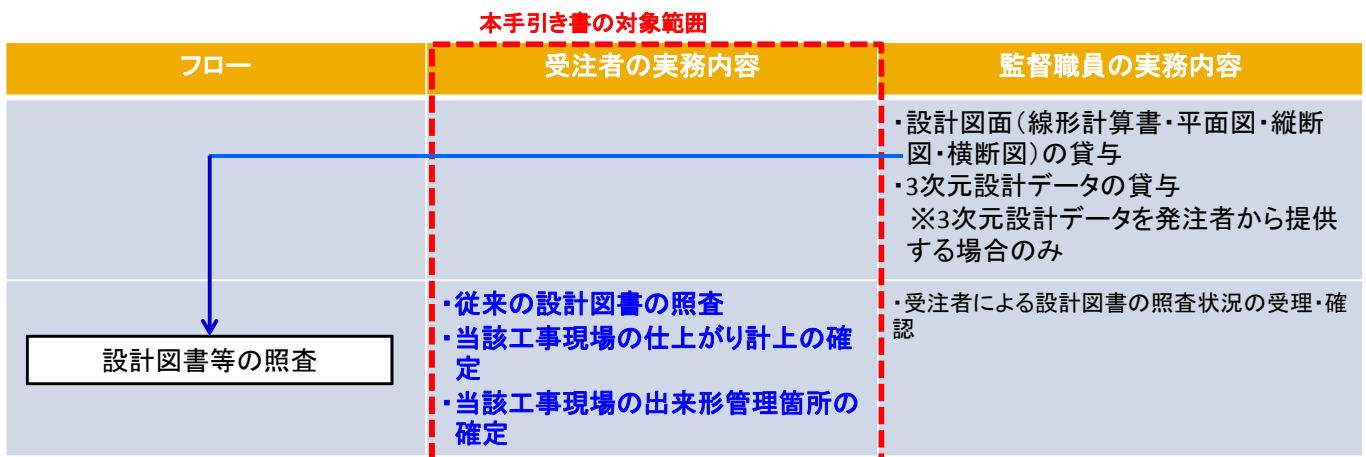 本手引き書の対象範囲
フロー
受注者の実務内容
監督職員の実務内容
・設計図面（線形計算書・平面図・縦断
図・横断図）の貸与
・3次元設計データの貸与
※3次元設計データを発注者から提供
する場合のみ
設計図書等の照査
・従来の設計図書の照査
・当該工事現場の仕上がり計上の確
定
・当該工事現場の出来形管理箇所の
確定
・受注者による設計図書の照査状況の受理・確
認